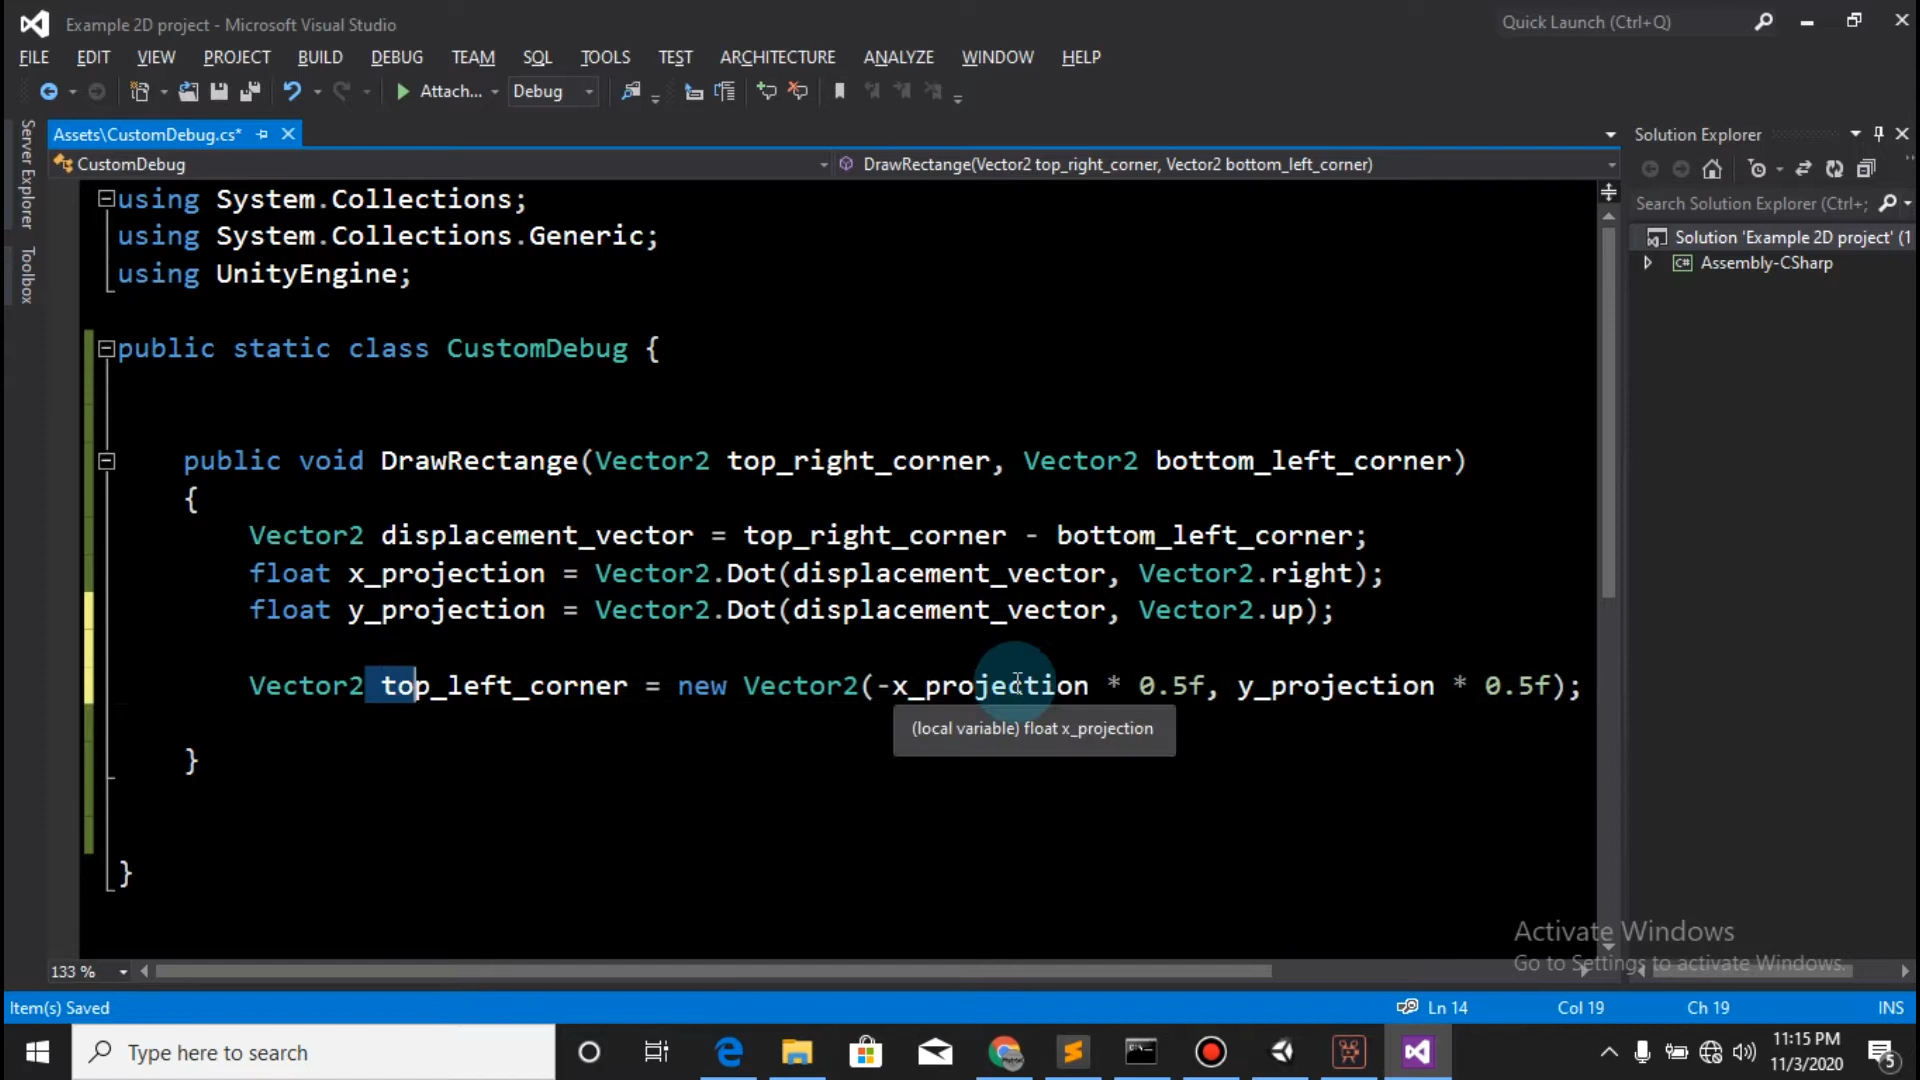 Example 2D project - Microsoft Visual Studio
Quick Launch (Ctrl+Q)
FILE EDIT VIEW PROJECT BUILD DEBUG TEAM SQL TOOLS TEST ARCHITECTURE ANALYZE WINDOW HELP
Attach... Debug
Server Explorer
Toolbox
Assets\CustomDebug.cs*
CustomDebug
DrawRectange(Vector2 top_right_corner, Vector2 bottom_left_corner)
using System.Collections;
using System.Collections.Generic;
using UnityEngine;
public static class CustomDebug {
public void DrawRectange(Vector2 top_right_corner, Vector2 bottom_left_corner)
{
Vector2 displacement_vector = top_right_corner - bottom_left_corner;
float x_projection = Vector2.Dot(displacement_vector, Vector2.right);
float y_projection = Vector2.Dot(displacement_vector, Vector2.up);
Vector2 top_left_corner = new Vector2(-x_projection * 0.5f, y_projection * 0.5f);
(local variable) float x_projection
}
}
Solution Explorer
Search Solution Explorer (Ctrl+;
Solution 'Example 2D project' (1
C# Assembly-CSharp
Activate Windows
Go to Settings to activate Windows.
133 %
Item(s) Saved
Ln 14 Col 19 Ch 19 INS
Type here to search
11:15 PM
11/3/2020
5